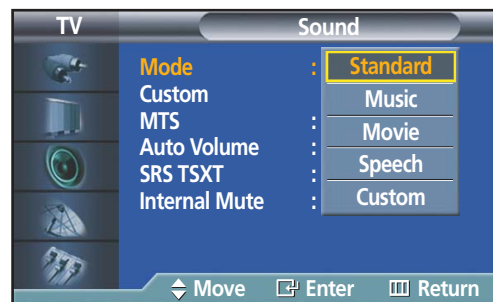 TV Sound
Mode : Standard
Custom Music
MTS : Movie
Auto Volume : Speech
SRS TSXT : Custom
Internal Mute :
Move Enter Return